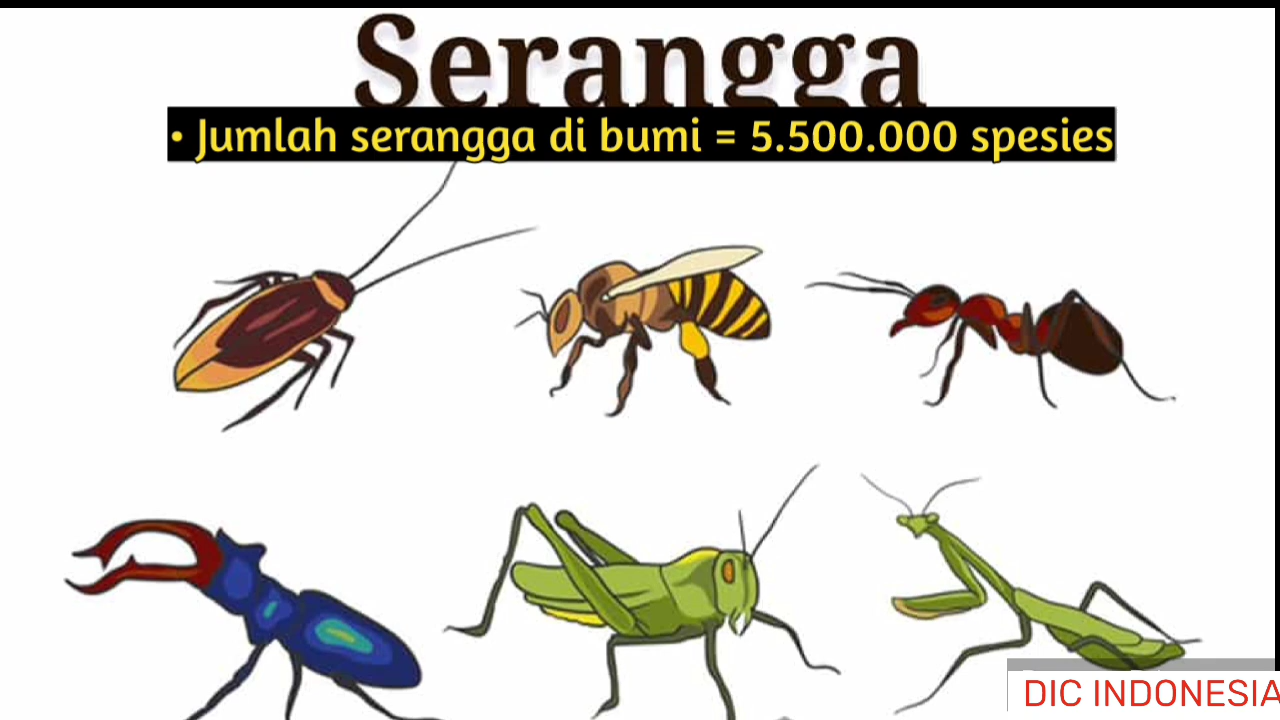 Serangga
• Jumlah serangga di bumi = 5.500.000 spesies
DIC INDONESIA